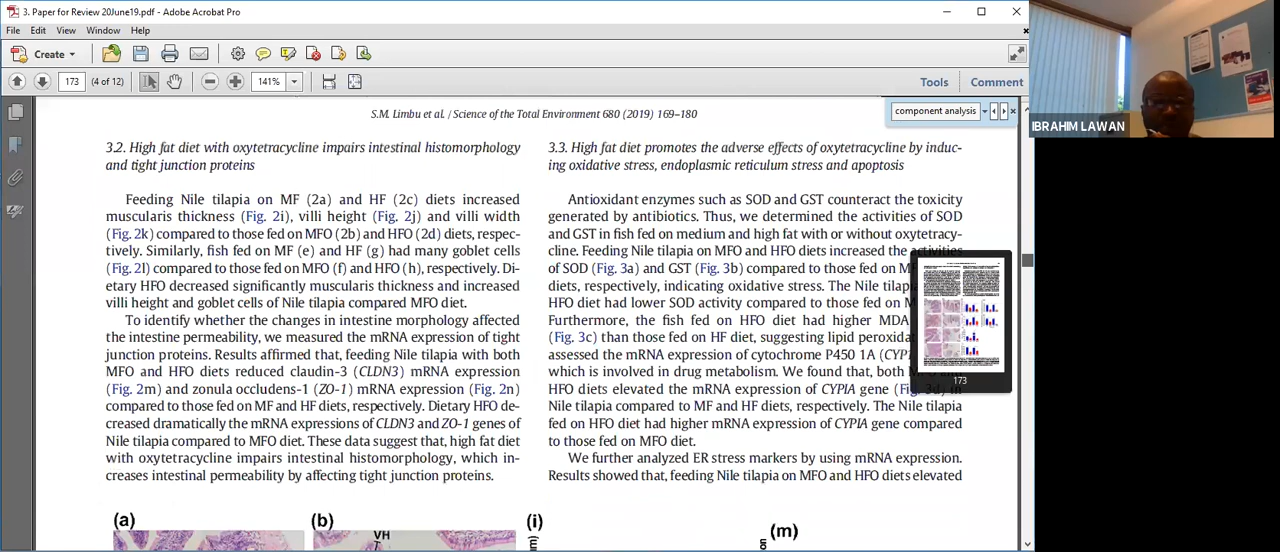 3. Paper for Review 20June19.pdf - Adobe Acrobat Pro
File Edit View Window Help
Create
173 (4 of 12) 141% Tools Comment
S.M. Limbu et al. / Science of the Total Environment 680 (2019) 169–180
component analysis
3.2. High fat diet with oxytetracycline impairs intestinal histomorphology
and tight junction proteins
Feeding Nile tilapia on MF (2a) and HF (2c) diets increased
muscularis thickness (Fig. 2i), villi height (Fig. 2j) and villi width
(Fig. 2k) compared to those fed on MFO (2b) and HFO (2d) diets, respec-
tively. Similarly, fish fed on MF (e) and HF (g) had many goblet cells
(Fig. 2l) compared to those fed on MFO (f) and HFO (h), respectively. Di-
etary HFO decreased significantly muscularis thickness and increased
villi height and goblet cells of Nile tilapia compared MFO diet.
To identify whether the changes in intestine morphology affected
the intestine permeability, we measured the mRNA expression of tight
junction proteins. Results affirmed that, feeding Nile tilapia with both
MFO and HFO diets reduced claudin-3 (CLDN3) mRNA expression
(Fig. 2m) and zonula occludens-1 (ZO-1) mRNA expression (Fig. 2n)
compared to those fed on MF and HF diets, respectively. Dietary HFO de-
creased dramatically the mRNA expressions of CLDN3 and ZO-1 genes of
Nile tilapia compared to MFO diet. These data suggest that, high fat diet
with oxytetracycline impairs intestinal histomorphology, which in-
creases intestinal permeability by affecting tight junction proteins.
3.3. High fat diet promotes the adverse effects of oxytetracycline by induc-
ing oxidative stress, endoplasmic reticulum stress and apoptosis
Antioxidant enzymes such as SOD and GST counteract the toxicity
generated by antibiotics. Thus, we determined the activities of SOD
and GST in fish fed on medium and high fat with or without oxytetracy-
cline. Feeding Nile tilapia on MFO and HFO diets increased the activities
of SOD (Fig. 3a) and GST (Fig. 3b) compared to those fed on
diets, respectively, indicating oxidative stress. The Nile
HFO diet had lower SOD activity compared to those fed on
Furthermore, the fish fed on HFO diet had higher MDA
(Fig. 3c) than those fed on HF diet, suggesting lipid
assessed the mRNA expression of cytochrome P450 1A
which is involved in drug metabolism. We found that, both
HFO diets elevated the mRNA expression of CYPIA gene (Fig. 3d) in
Nile tilapia compared to MF and HF diets, respectively. The Nile tilapia
fed on HFO diet had higher mRNA expression of CYPIA gene compared
to those fed on MFO diet.
We further analyzed ER stress markers by using mRNA expression.
Results showed that, feeding Nile tilapia on MFO and HFO diets elevated
173
(a) (b) VH (i) (m)
IBRAHIM LAWAN